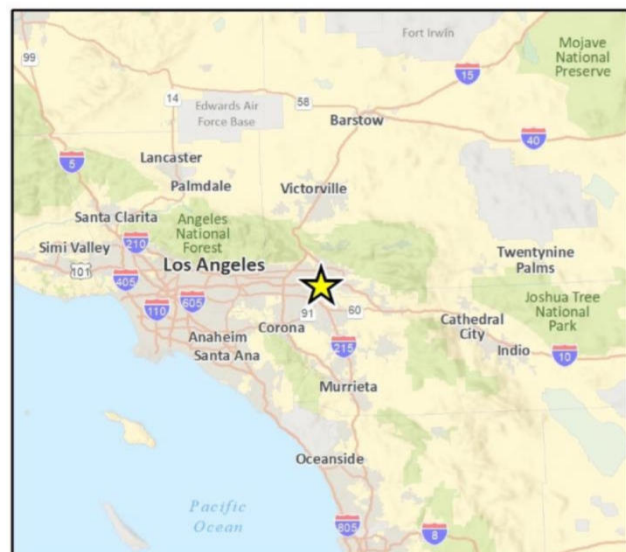 Fort Irwin
99
Mojave
National
Preserve
15
14
58
Edwards Air
Force Base
Barstow
40
5
Lancaster
Palmdale
Victorville
Santa Clarita
Angeles
National
Forest
210
Simi Valley
101
Los Angeles
Twentynine
Palms
405
605
110
91
60
Joshua Tree
National
Park
Corona
Cathedral
City
Anaheim
Santa Ana
215
Indio
10
Murrieta
Oceanside
Pacific
Ocean
805
8